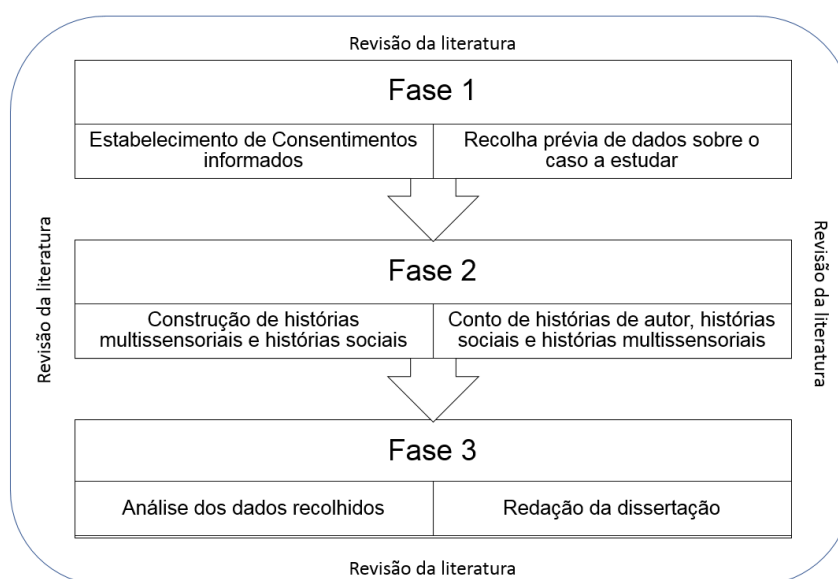 Revisão da literatura
Fase 1
Estabelecimento de Consentimentos
informados
Recolha prévia de dados sobre o
caso a estudar
Revisão da literatura
Revisão da literatura
Fase 2
Construção de histórias
multissensoriais e histórias sociais
Conto de histórias de autor, histórias
sociais e histórias multissensoriais
Fase 3
Análise dos dados recolhidos
Redação da dissertação
Revisão da literatura